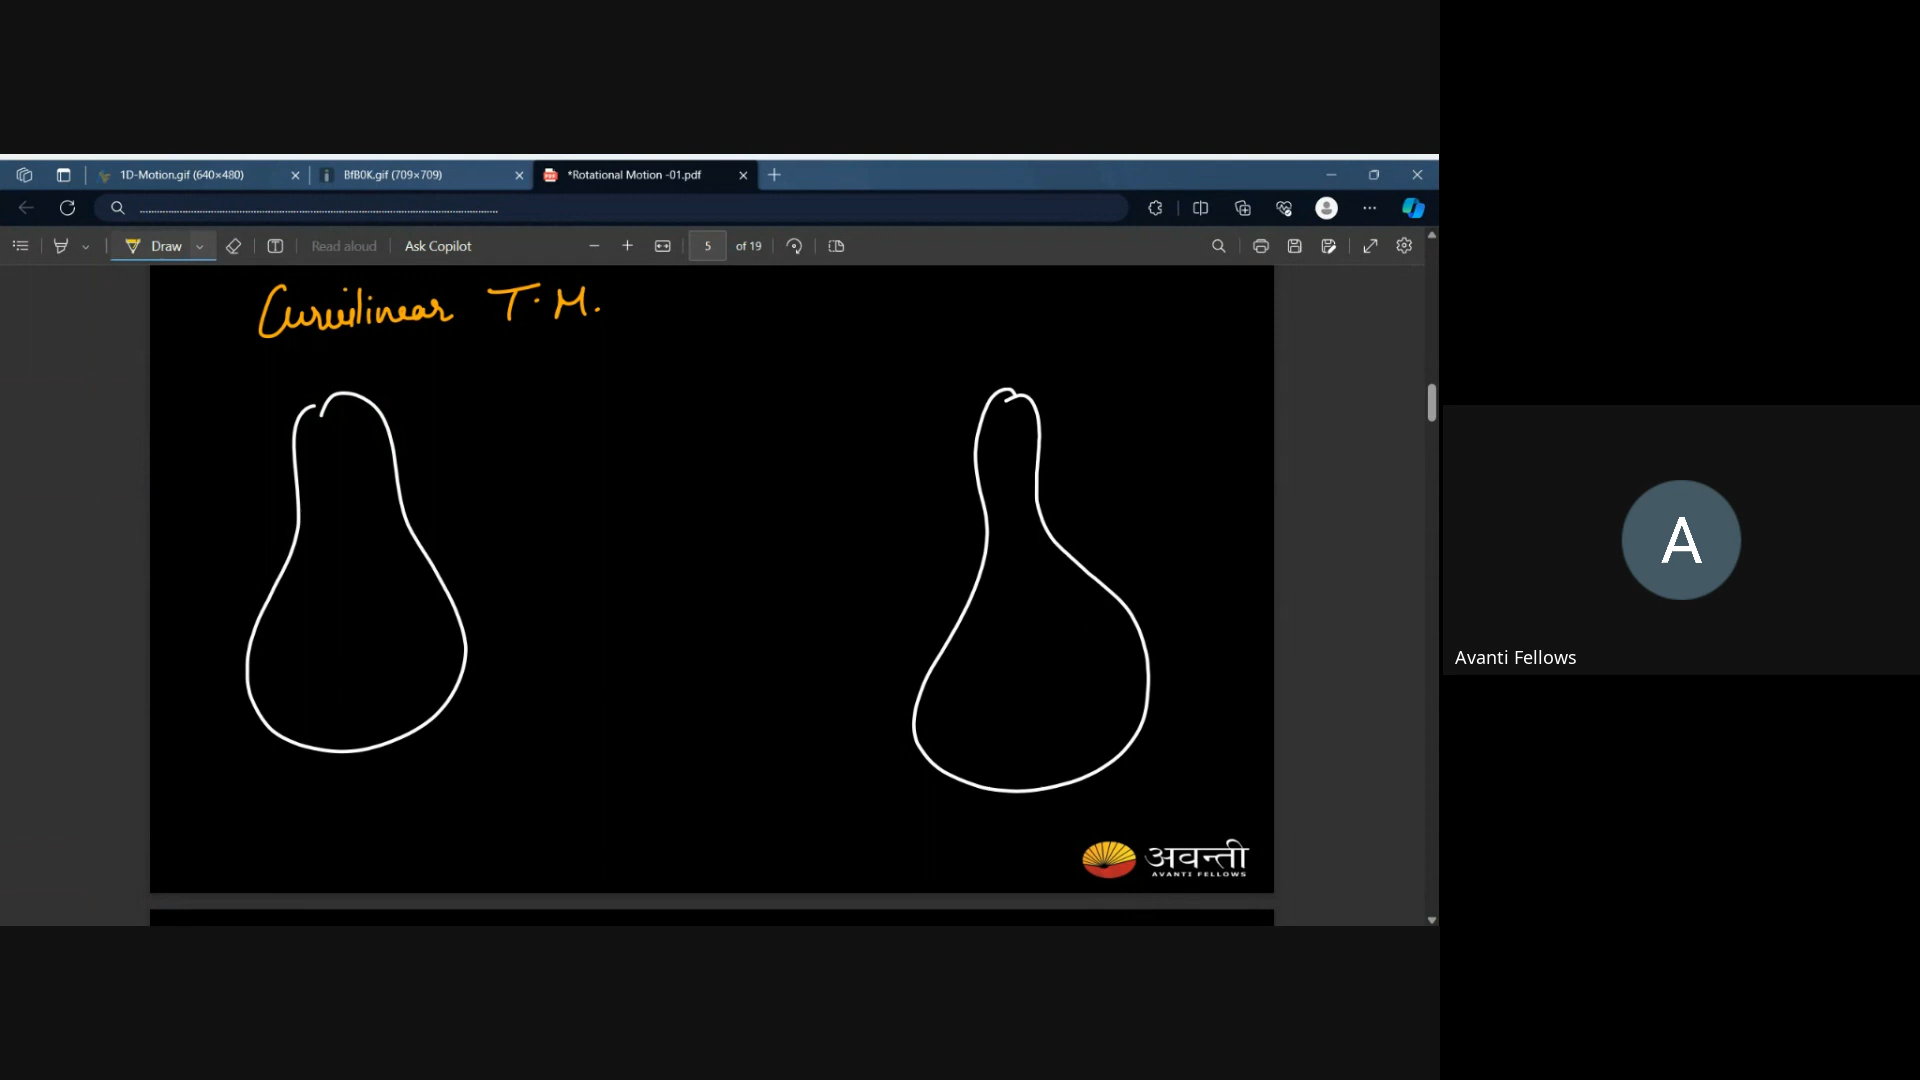 1D-Motion.gif (640×480)
BfB0K.gif (709×709)
*Rotational Motion -01.pdf
Draw
Read aloud
Ask Copilot
5 of 19
Curvilinear T.M.
अवन्ती
AVANTI FELLOWS
A
Avanti Fellows